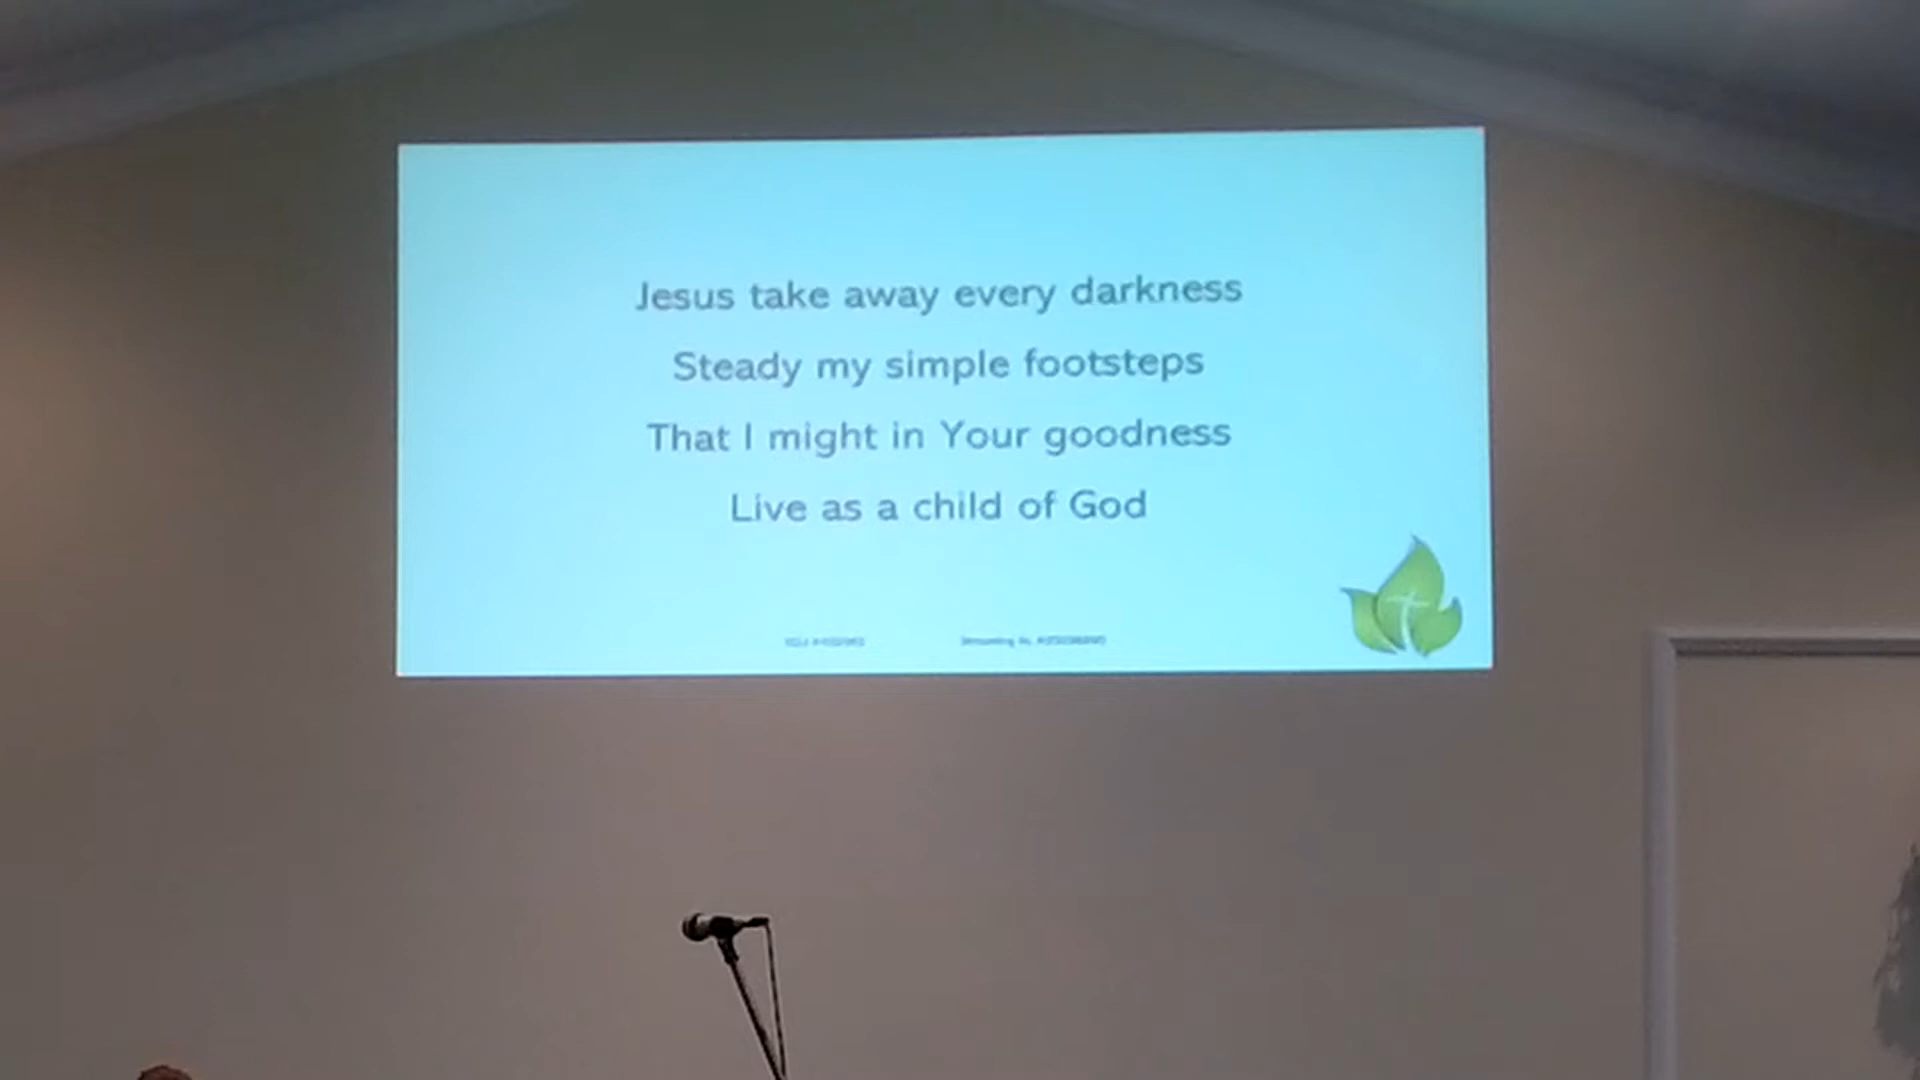 Jesus take away every darkness
Steady my simple footsteps
That I might in Your goodness
Live as a child of God